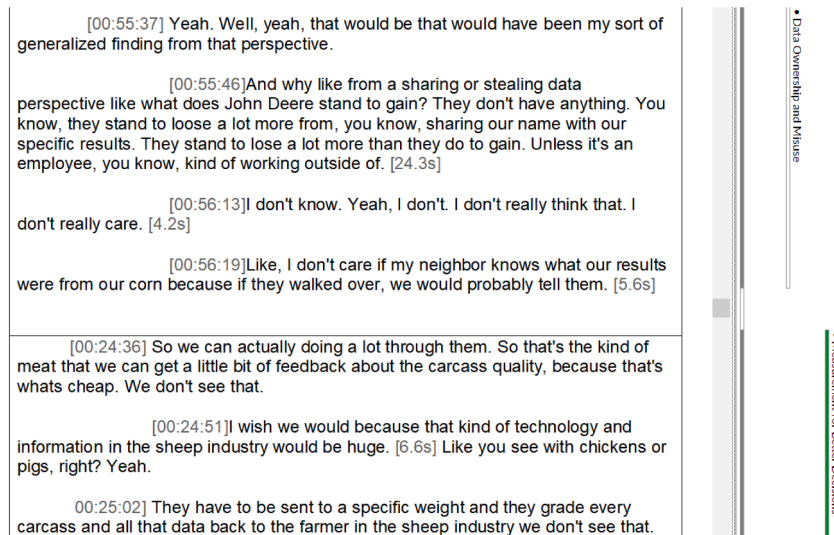 [00:55:37] Yeah. Well, yeah, that would be that would have been my sort of
generalized finding from that perspective.
[00:55:46]And why like from a sharing or stealing data
perspective like what does John Deere stand to gain? They don't have anything. You
know, they stand to loose a lot more from, you know, sharing our name with our
specific results. They stand to lose a lot more than they do to gain. Unless it's an
employee, you know, kind of working outside of. [24.3s]
[00:56:13]I don't know. Yeah, I don't. I don't really think that. I
don't really care. [4.2s]
[00:56:19]Like, I don't care if my neighbor knows what our results
were from our corn because if they walked over, we would probably tell them. [5.6s]
[00:24:36] So we can actually doing a lot through them. So that's the kind of
meat that we can get a little bit of feedback about the carcass quality, because that's
whats cheap. We don't see that.
[00:24:51]I wish we would because that kind of technology and
information in the sheep industry would be huge. [6.6s] Like you see with chickens or
pigs, right? Yeah.
00:25:02] They have to be sent to a specific weight and they grade every
carcass and all that data back to the farmer in the sheep industry we don't see that.
• Data Ownership and Misuse